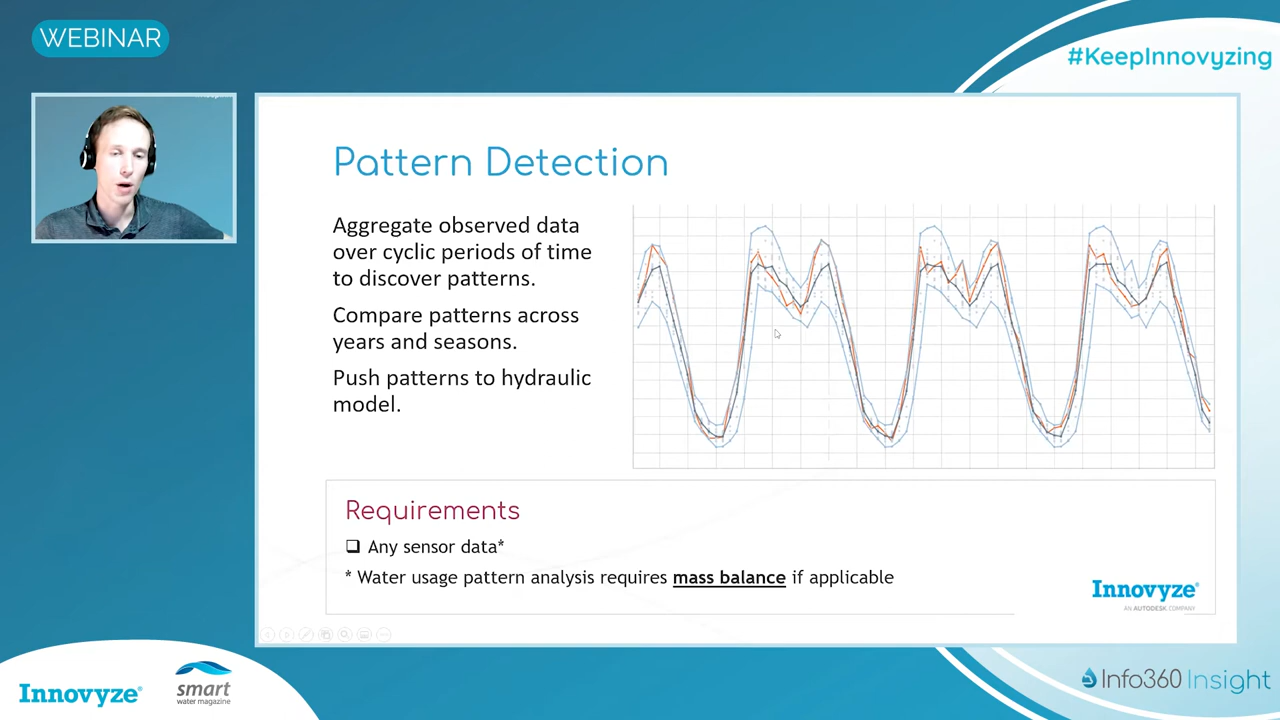 WEBINAR
#KeepInnovyzing
Pattern Detection
Aggregate observed data
over cyclic periods of time
to discover patterns.
Compare patterns across
years and seasons.
Push patterns to hydraulic
model.
Requirements
❑ Any sensor data*
* Water usage pattern analysis requires mass balance if applicable
Innovyze®
AN AUTODESK COMPANY
Innovyze®
smart
water magazine
Info360 Insight